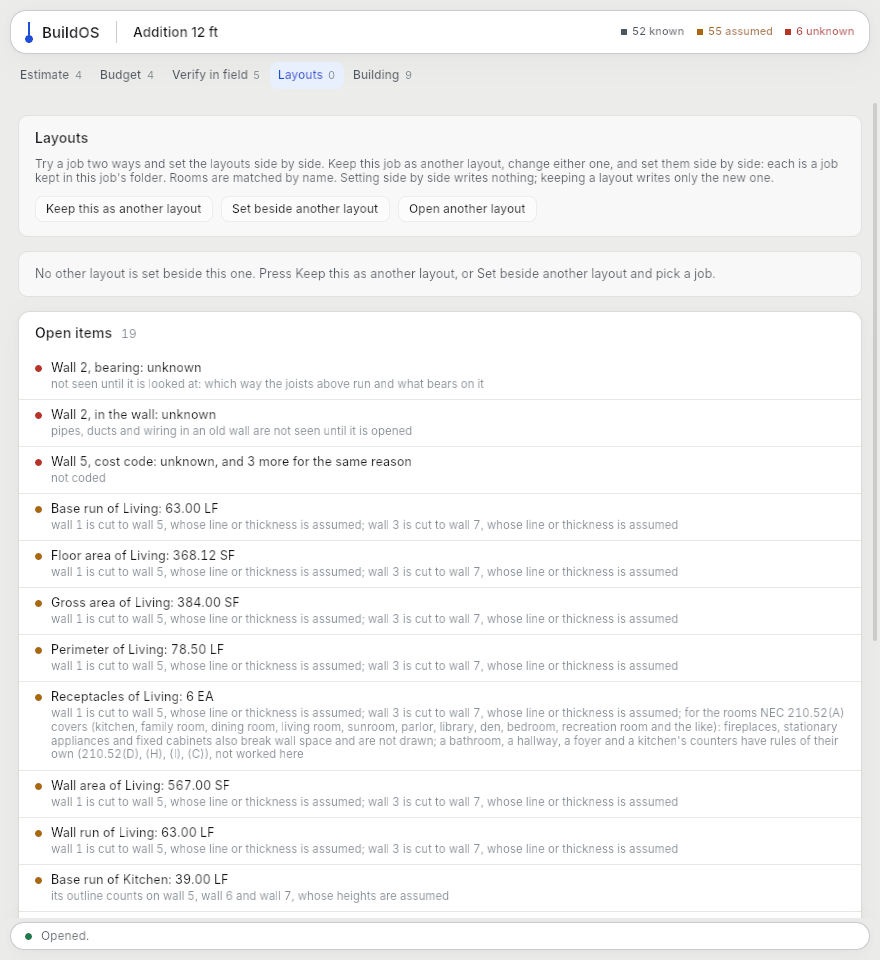 BuildOS
Addition 12 ft
52 known
55 assumed
6 unknown
Estimate 4
Budget 4
Verify in field 5
Layouts 0
Building 9
Layouts
Try a job two ways and set the layouts side by side. Keep this job as another layout, change either one, and set them side by side: each is a job
kept in this job's folder. Rooms are matched by name. Setting side by side writes nothing; keeping a layout writes only the new one.
Keep this as another layout
Set beside another layout
Open another layout
No other layout is set beside this one. Press Keep this as another layout, or Set beside another layout and pick a job.
Open items 19
Wall 2, bearing: unknown
not seen until it is looked at: which way the joists above run and what bears on it
Wall 2, in the wall: unknown
pipes, ducts and wiring in an old wall are not seen until it is opened
Wall 5, cost code: unknown, and 3 more for the same reason
not coded
Base run of Living: 63.00 LF
wall 1 is cut to wall 5, whose line or thickness is assumed; wall 3 is cut to wall 7, whose line or thickness is assumed
Floor area of Living: 368.12 SF
wall 1 is cut to wall 5, whose line or thickness is assumed; wall 3 is cut to wall 7, whose line or thickness is assumed
Gross area of Living: 384.00 SF
wall 1 is cut to wall 5, whose line or thickness is assumed; wall 3 is cut to wall 7, whose line or thickness is assumed
Perimeter of Living: 78.50 LF
wall 1 is cut to wall 5, whose line or thickness is assumed; wall 3 is cut to wall 7, whose line or thickness is assumed
Receptacles of Living: 6 EA
wall 1 is cut to wall 5, whose line or thickness is assumed; wall 3 is cut to wall 7, whose line or thickness is assumed; for the rooms NEC 210.52(A)
covers (kitchen, family room, dining room, living room, sunroom, parlor, library, den, bedroom, recreation room and the like): fireplaces, stationary
appliances and fixed cabinets also break wall space and are not drawn; a bathroom, a hallway, a foyer and a kitchen's counters have rules of their
own (210.52(D), (H), (I), (C)), not worked here
Wall area of Living: 567.00 SF
wall 1 is cut to wall 5, whose line or thickness is assumed; wall 3 is cut to wall 7, whose line or thickness is assumed
Wall run of Living: 63.00 LF
wall 1 is cut to wall 5, whose line or thickness is assumed; wall 3 is cut to wall 7, whose line or thickness is assumed
Base run of Kitchen: 39.00 LF
its outline counts on wall 5, wall 6 and wall 7, whose heights are assumed
Opened.